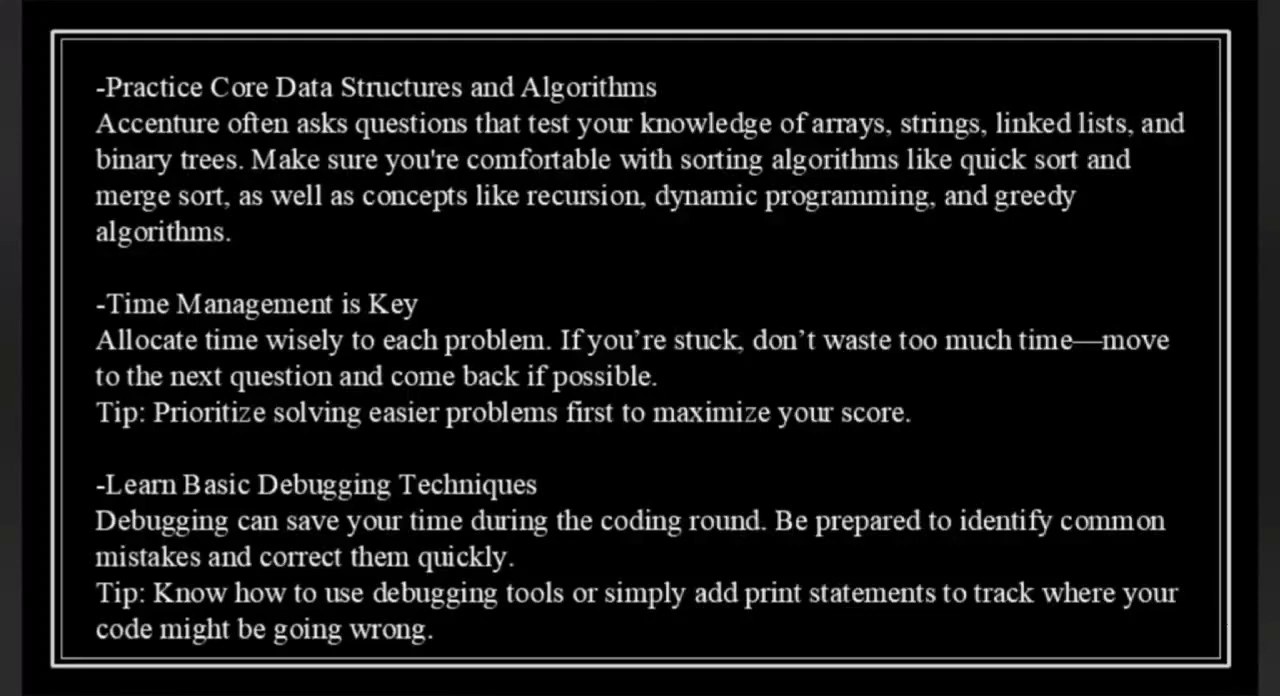 -Practice Core Data Structures and Algorithms
Accenture often asks questions that test your knowledge of arrays, strings, linked lists, and
binary trees. Make sure you're comfortable with sorting algorithms like quick sort and
merge sort, as well as concepts like recursion, dynamic programming, and greedy
algorithms.
-Time Management is Key
Allocate time wisely to each problem. If you’re stuck, don’t waste too much time—move
to the next question and come back if possible.
Tip: Prioritize solving easier problems first to maximize your score.
-Learn Basic Debugging Techniques
Debugging can save your time during the coding round. Be prepared to identify common
mistakes and correct them quickly.
Tip: Know how to use debugging tools or simply add print statements to track where your
code might be going wrong.